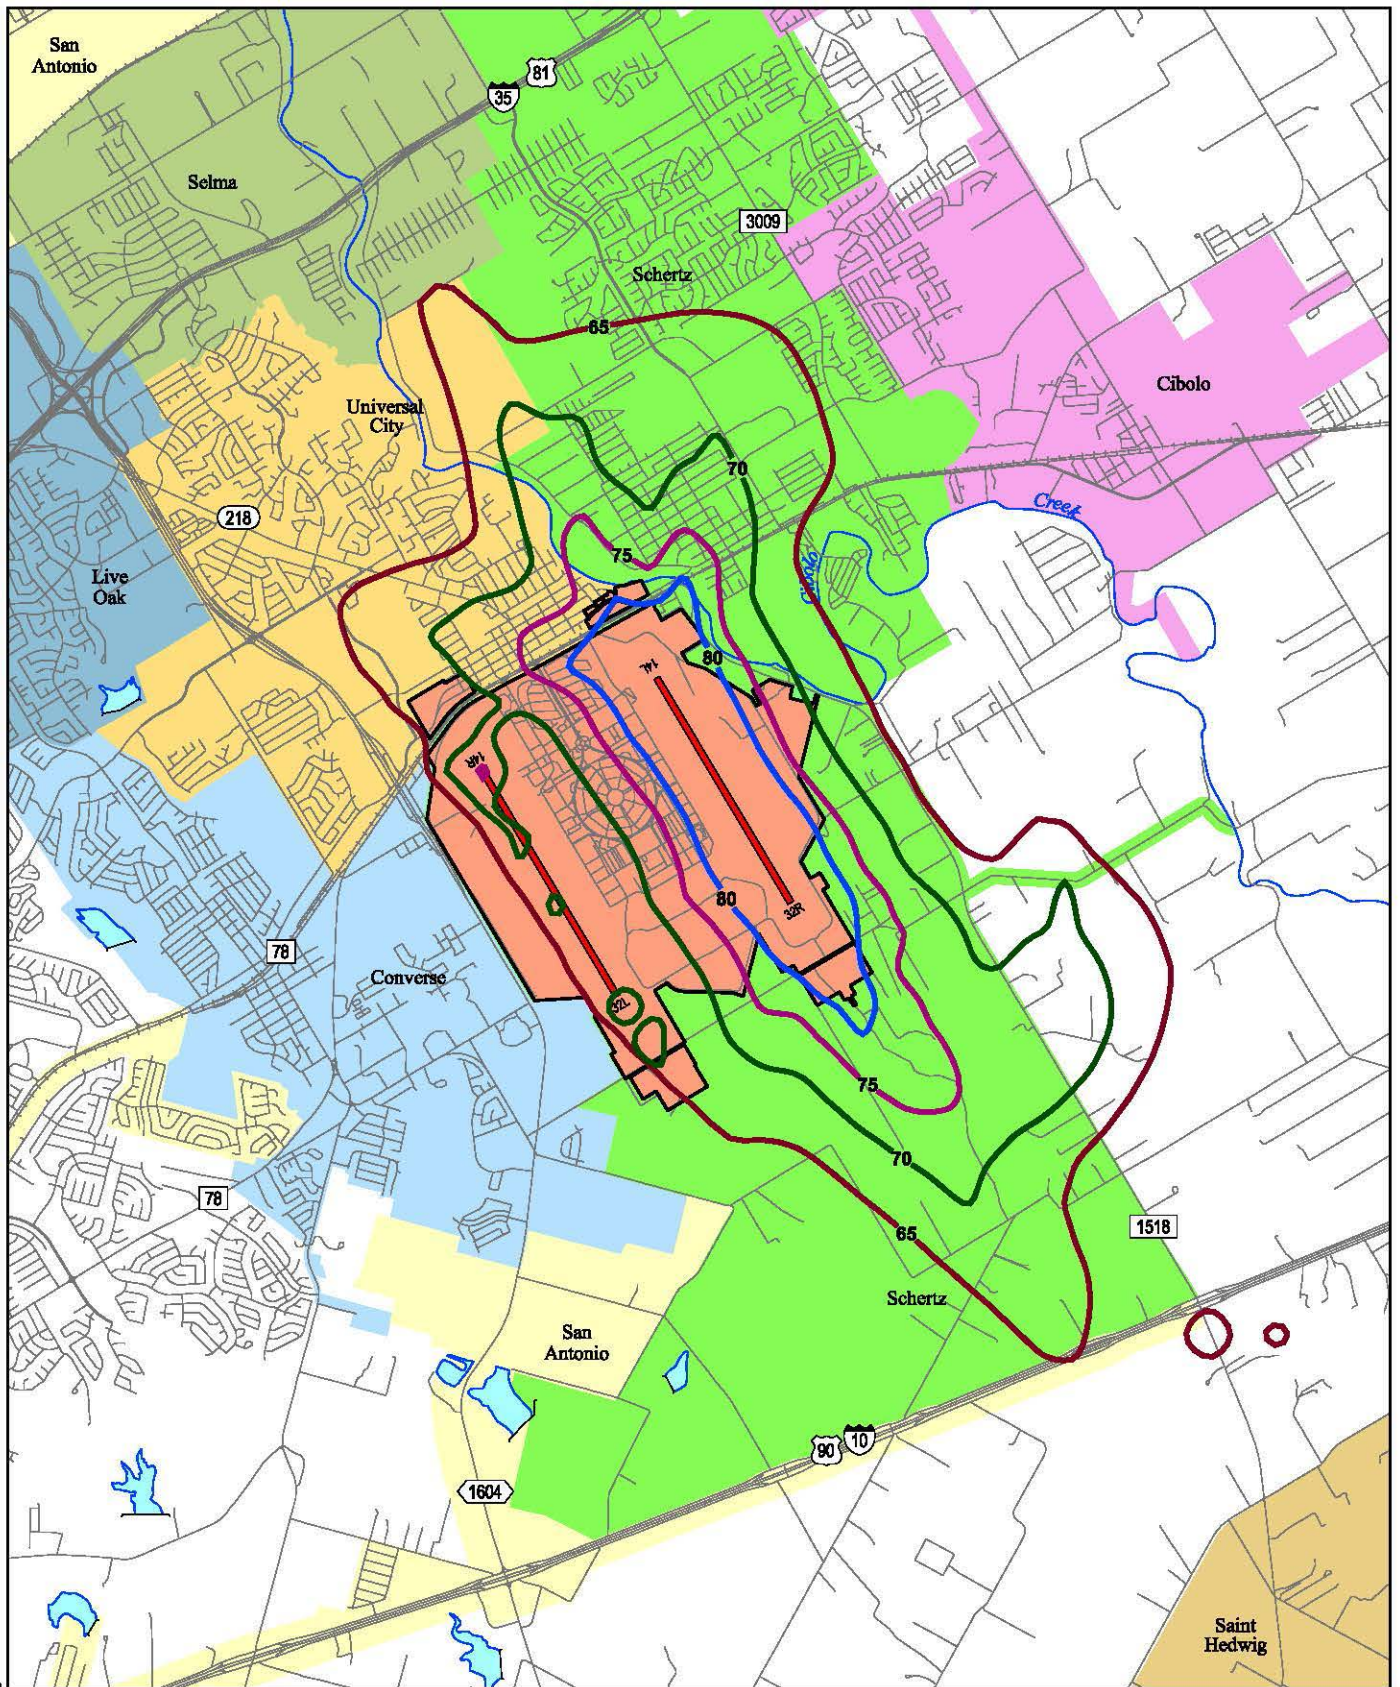 San
Antonio
81
35
Selma
3009
Schertz
65
Cibolo
Universal
City
70
218
Creek
75
Cibolo
Live
Oak
80
14L
14R
80
32R
78
Converse
32L
75
70
78
65
1518
Schertz
San
Antonio
90
10
1604
Saint
Hedwig